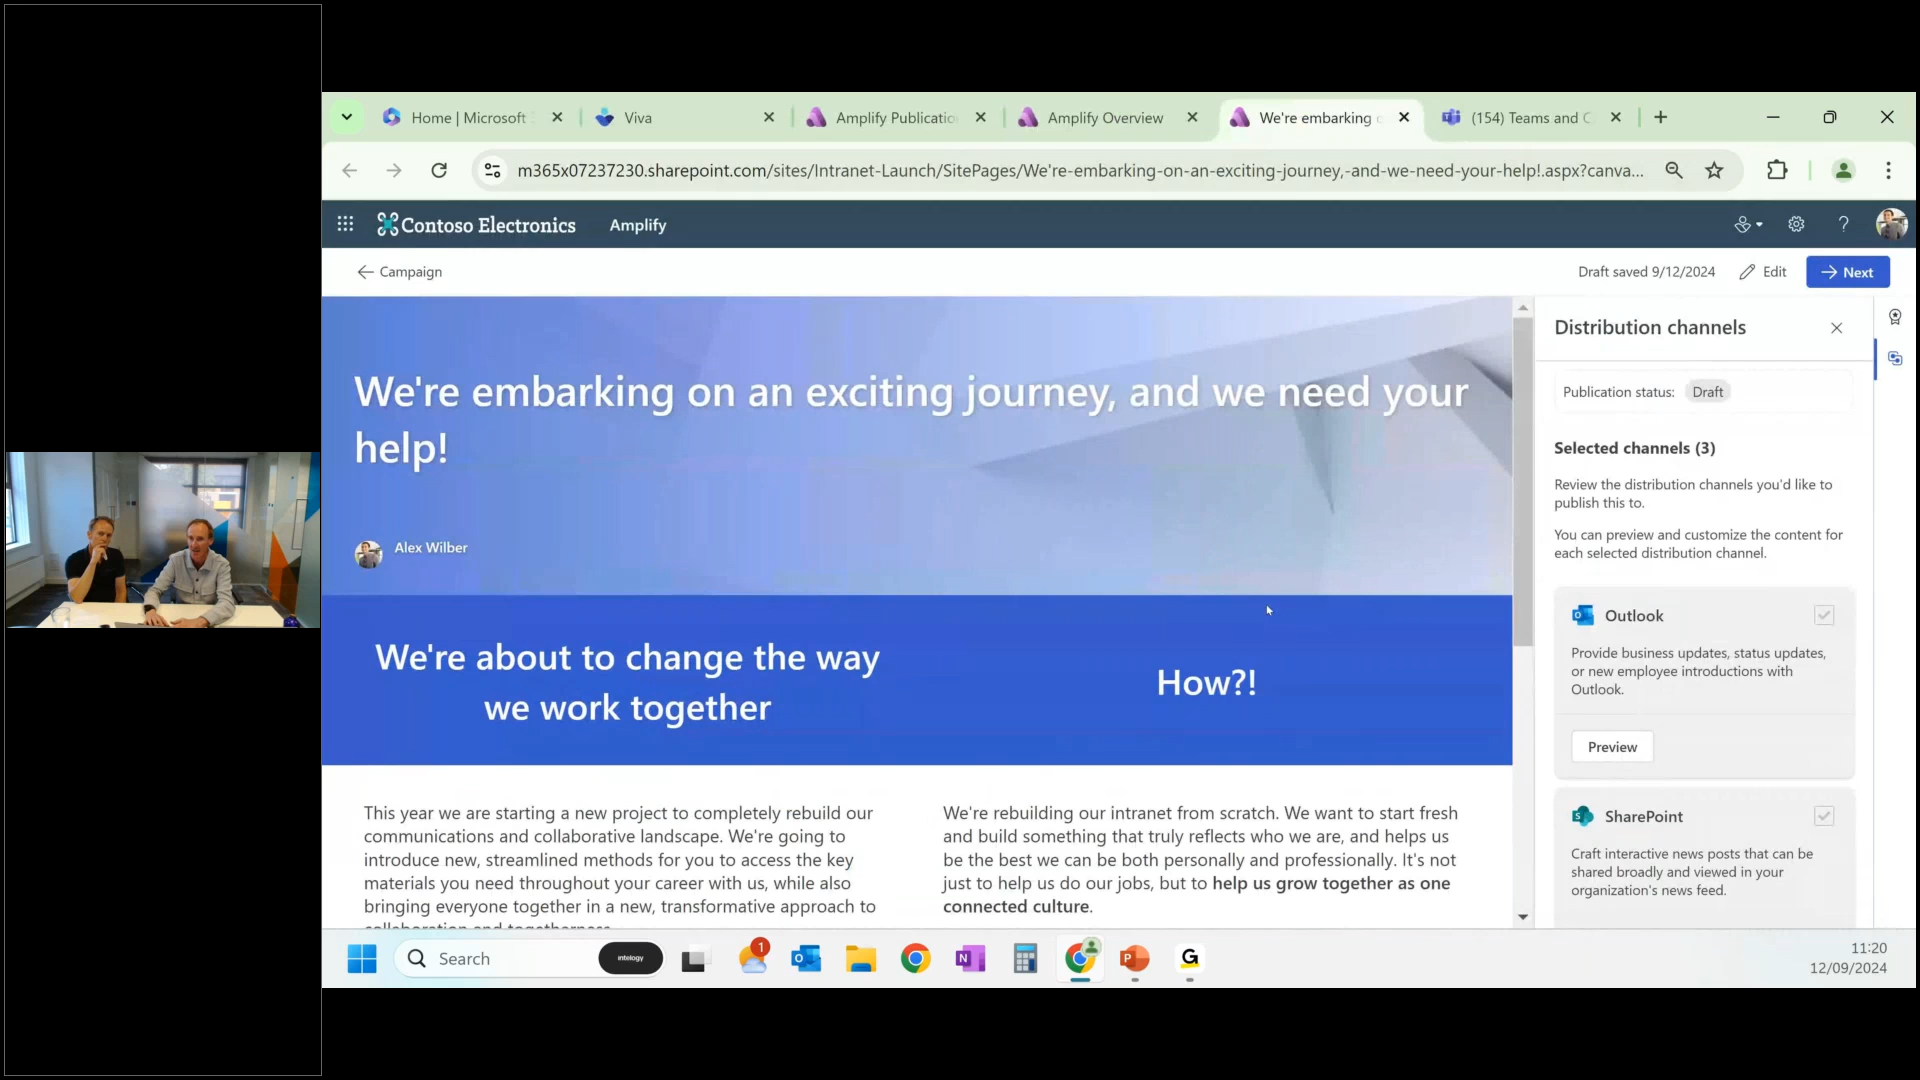 Home | Microsoft
Viva
Amplify Publicatio
Amplify Overview
We're embarking
(154) Teams and C
m365x07237230.sharepoint.com/sites/Intranet-Launch/SitePages/We're-embarking-on-an-exciting-journey,-and-we-need-your-help!.aspx?canva...
Contoso Electronics
Amplify
?
Campaign
Draft saved 9/12/2024
Edit
Next
We're embarking on an exciting journey, and we need your
help!
Alex Wilber
We're about to change the way
we work together
How?!
This year we are starting a new project to completely rebuild our
communications and collaborative landscape. We're going to
introduce new, streamlined methods for you to access the key
materials you need throughout your career with us, while also
bringing everyone together in a new, transformative approach to
collaboration and togetherness.
We're rebuilding our intranet from scratch. We want to start fresh
and build something that truly reflects who we are, and helps us
be the best we can be both personally and professionally. It's not
just to help us do our jobs, but to help us grow together as one
connected culture.
Distribution channels
Publication status: Draft
Selected channels (3)
Review the distribution channels you'd like to
publish this to.
You can preview and customize the content for
each selected distribution channel.
Outlook
Provide business updates, status updates,
or new employee introductions with
Outlook.
Preview
SharePoint
Craft interactive news posts that can be
shared broadly and viewed in your
organization's news feed.
Search
intelogy
1
11:20
12/09/2024